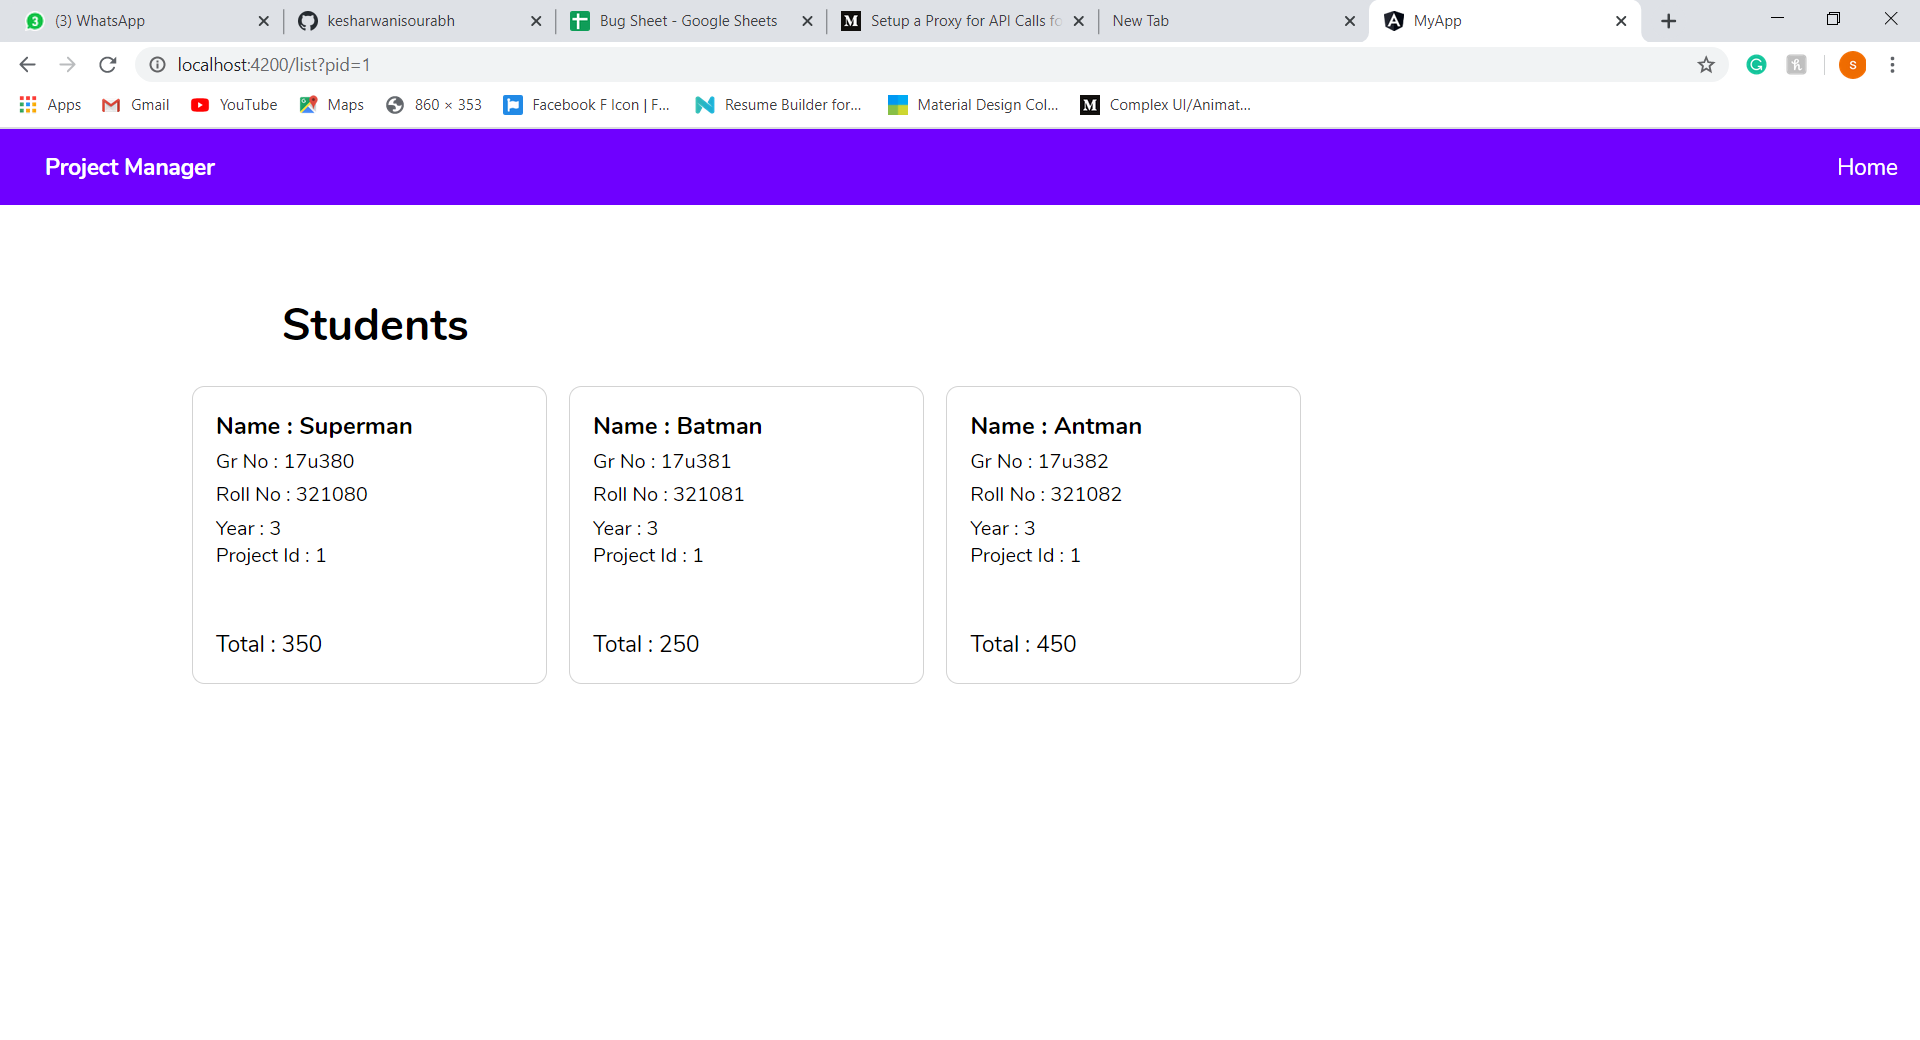 3 (3) WhatsApp kesharwanisourabh Bug Sheet - Google Sheets M Setup a Proxy for API Calls fo New Tab MyApp
localhost:4200/list?pid=1 S
Apps Gmail YouTube Maps 860 × 353 Facebook F Icon | F... Resume Builder for... Material Design Col... M Complex UI/Animat...
Project Manager Home
Students
Name : Superman
Gr No : 17u380
Roll No : 321080
Year : 3
Project Id : 1
Total : 350
Name : Batman
Gr No : 17u381
Roll No : 321081
Year : 3
Project Id : 1
Total : 250
Name : Antman
Gr No : 17u382
Roll No : 321082
Year : 3
Project Id : 1
Total : 450